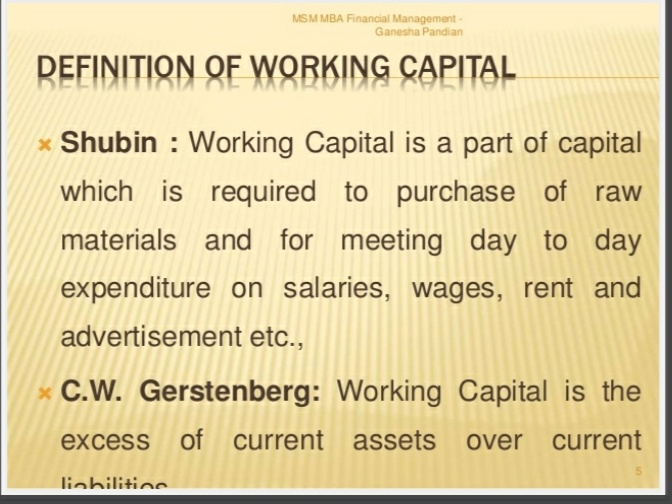 MSM MBA Financial Management -
Ganesha Pandian
DEFINITION OF WORKING CAPITAL
Shubin : Working Capital is a part of capital
which is required to purchase of raw
materials and for meeting day to day
expenditure on salaries, wages, rent and
advertisement etc.,
C.W. Gerstenberg: Working Capital is the
excess of current assets over current
liabilities
5